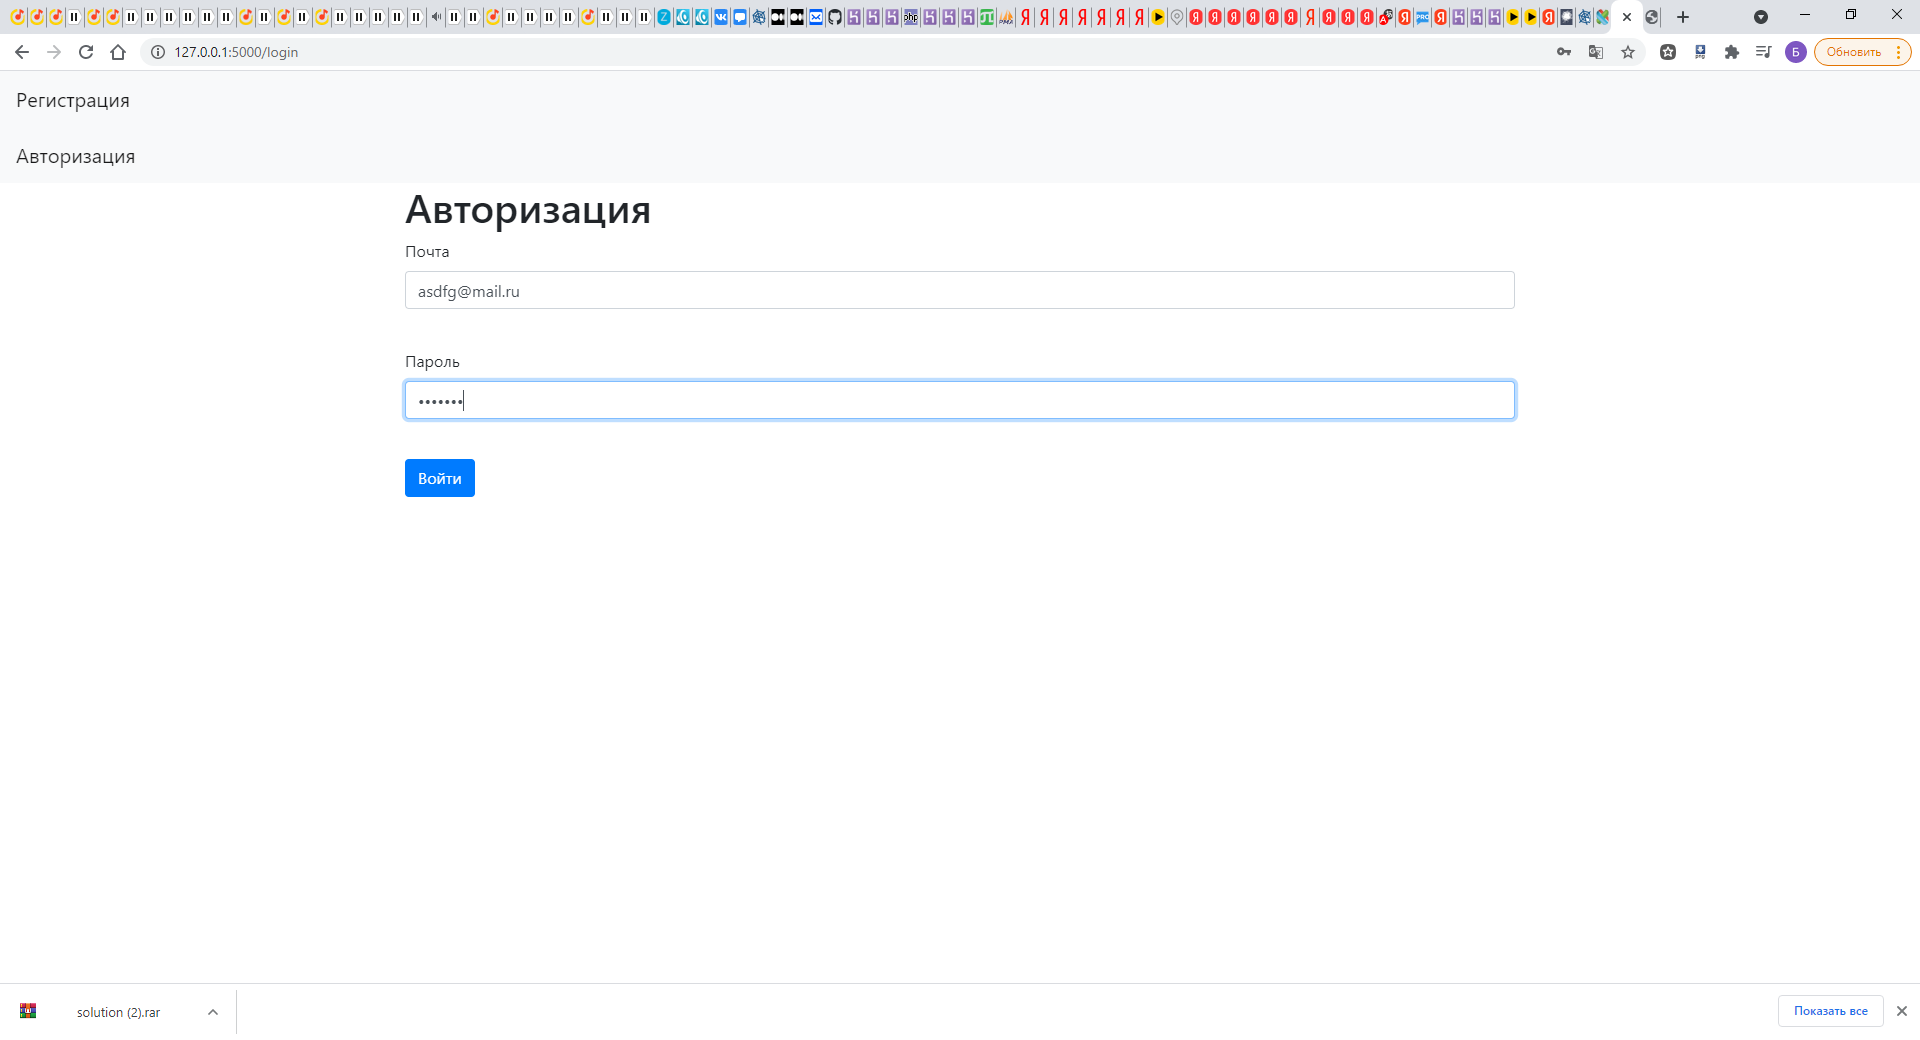 127.0.0.1:5000/login
Б
Обновить
Регистрация
Авторизация
Авторизация
Почта
asdfg@mail.ru
Пароль
•••••••
Войти
solution (2).rar
Показать все